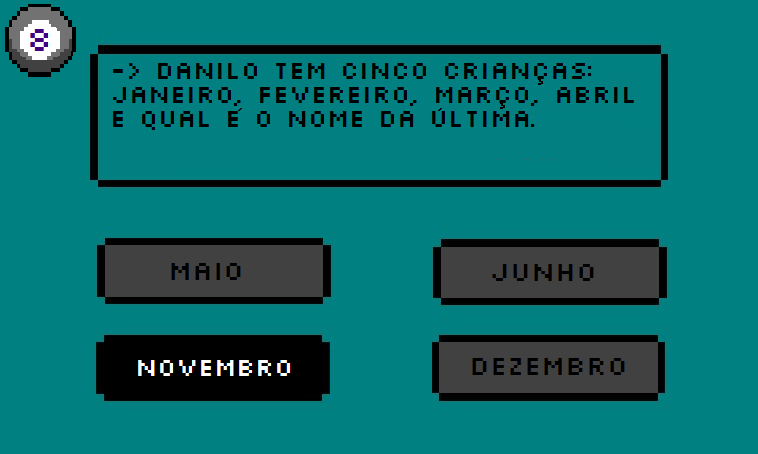 8
-> DANILO TEM CINCO CRIANÇAS:
JANEIRO, FEVEREIRO, MARÇO, ABRIL
E QUAL É O NOME DA ÚLTIMA.
MAIO
JUNHO
NOVEMBRO
DEZEMBRO